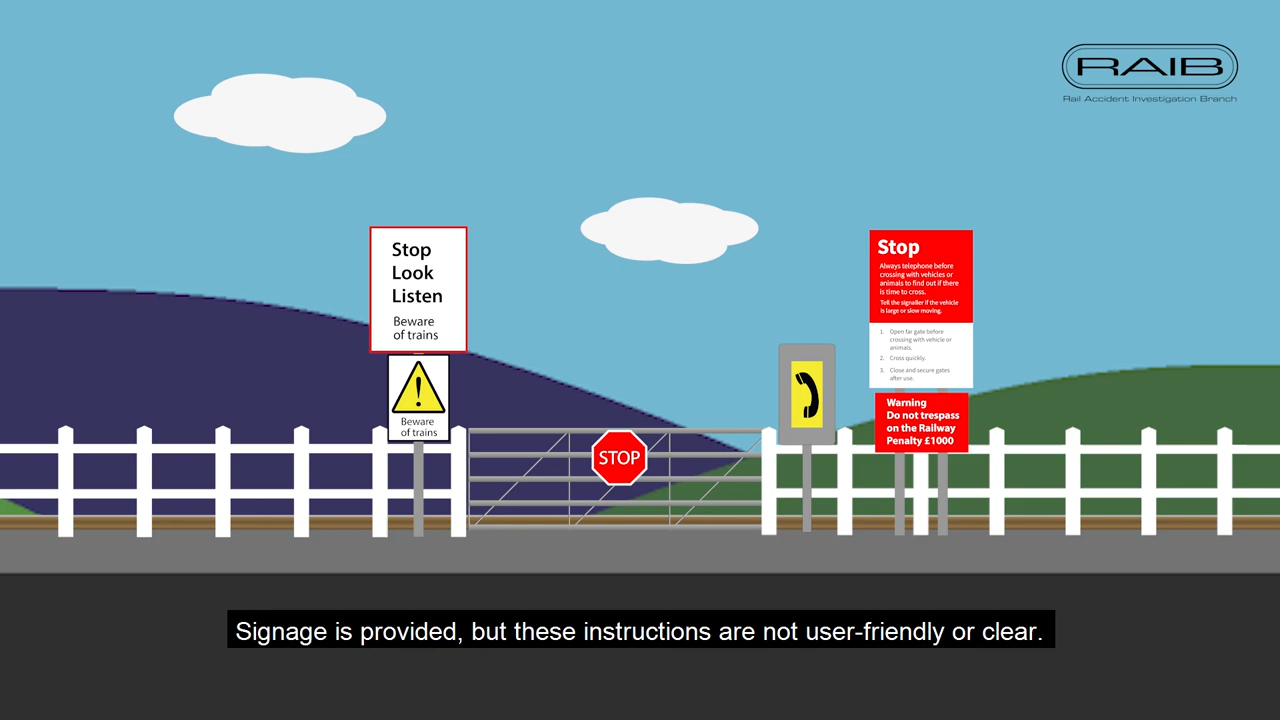 RAIB
Rail Accident Investigation Branch
Stop
Look
Listen
Beware
of trains
Beware
of trains
STOP
Stop
Always telephone before
crossing with vehicles or
animals to find out if there
is time to cross.
Tell the signaller if the vehicle
is large or slow moving.
1. Open far gate before
crossing with vehicle or
animals.
2. Cross quickly.
3. Close and secure gates
after use.
Warning
Do not trespass
on the Railway
Penalty £1000
Signage is provided, but these instructions are not user-friendly or clear.